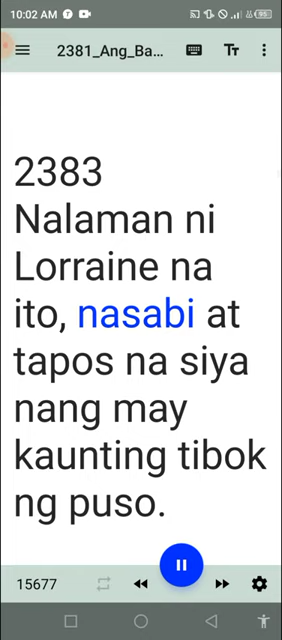 10:02 AM
2381_Ang_Ba...
Tт
2383
Nalaman ni
Lorraine na
ito, nasabi at
tapos na siya
nang may
kaunting tibok
ng puso.
15677